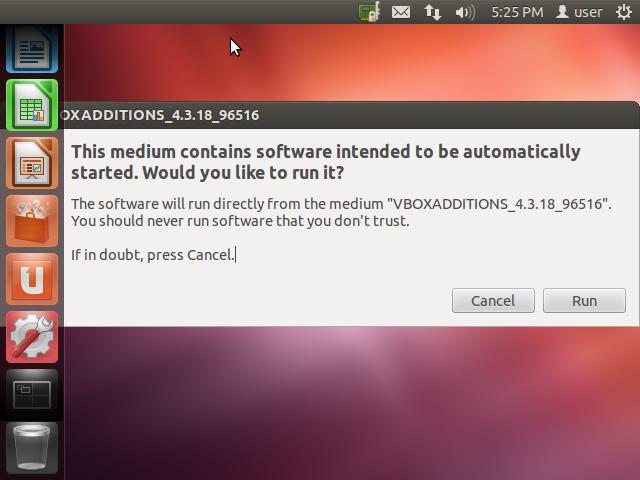 5:25 PM user
OXADDITIONS_4.3.18_96516
This medium contains software intended to be automatically
started. Would you like to run it?
The software will run directly from the medium "VBOXADDITIONS_4.3.18_96516".
You should never run software that you don't trust.
If in doubt, press Cancel.
Cancel Run